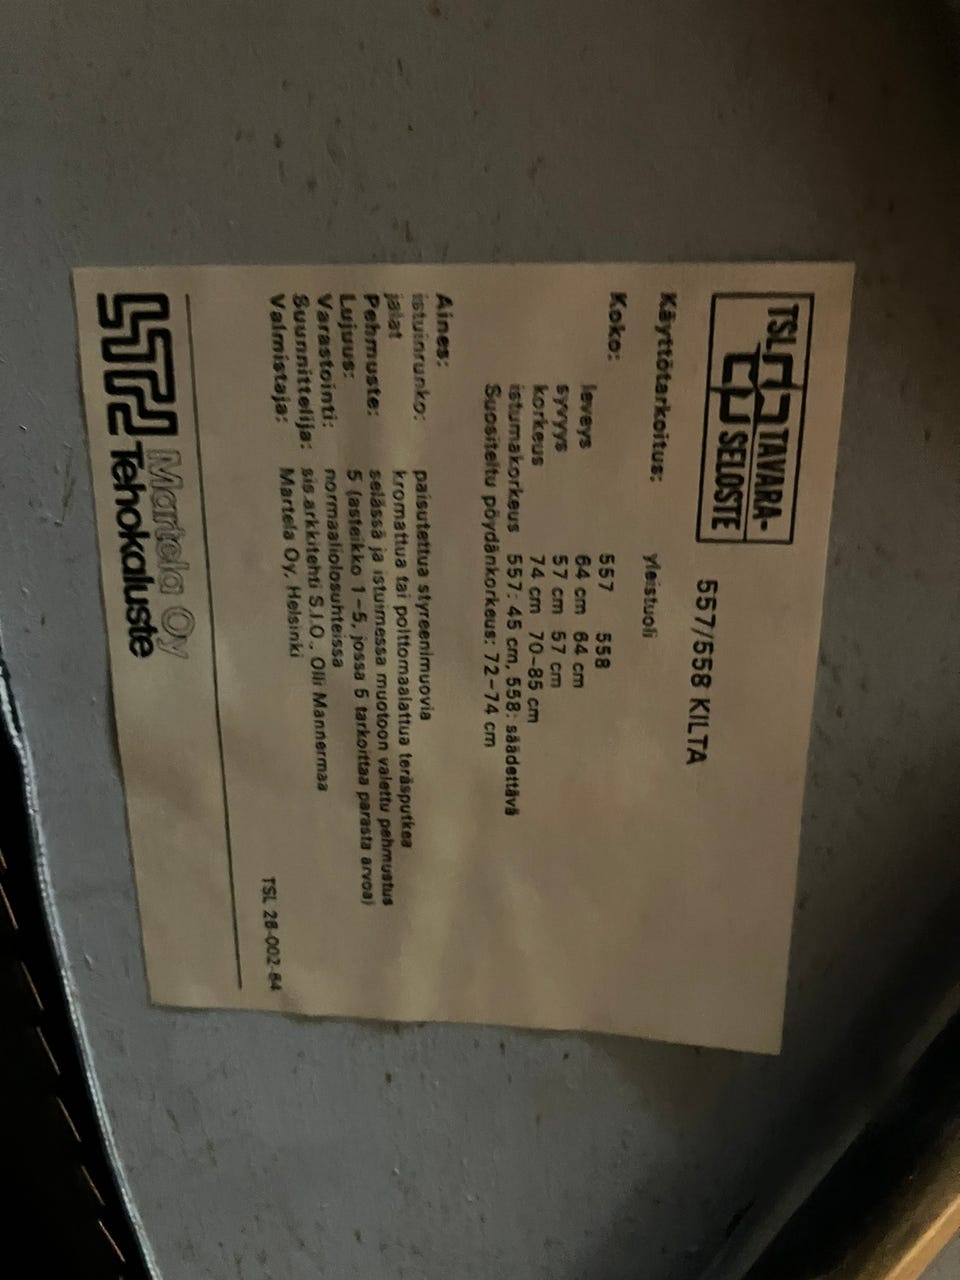 TSL TAVARA-
SELOSTE
557/558 KILTA
Käyttötarkoitus: yleistuoli
Koko: 557 558
leveys 64 cm 64 cm
syvyys 57 cm 57 cm
korkeus 74 cm 70-85 cm
istumakorkeus 557: 45 cm, 558: säädettävä
Suositeltu pöydänkorkeus: 72-74 cm
Aines:
istuinrunko: paisutettua styreenimuovia
jalat kromattua tai polttomaalattua teräsputkea
Pehmuste: selässä ja istuimessa muotoon valettu pehmustus
Lujuus: 5 (asteikko 1-5, jossa 5 tarkoittaa parasta arvoa)
Varastointi: normaaliolosuhteissa
Suunnittelija: sis.arkkitehti S.I.O., Olli Mannermaa
Valmistaja: Martela Oy, Helsinki
TSL 28-002-84
Martela Oy
Tehokaluste